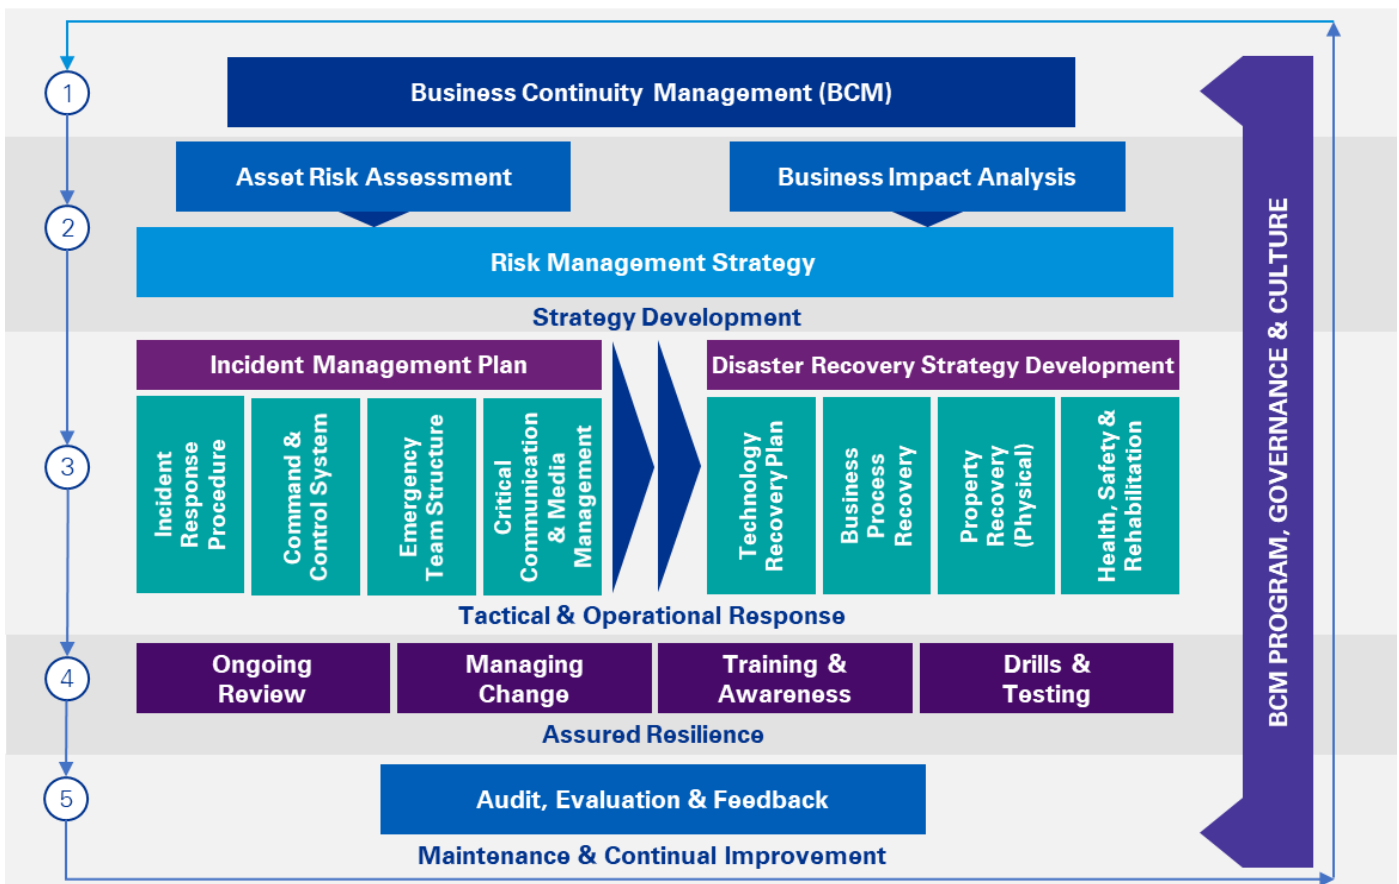 1
Business Continuity Management (BCM)
2
Asset Risk Assessment
Business Impact Analysis
Risk Management Strategy
Strategy Development
3
Incident Management Plan
Disaster Recovery Strategy Development
Incident
Response
Procedure
Command &
Control System
Emergency
Team Structure
Critical
Communication
& Media
Management
Technology
Recovery Plan
Business
Process
Recovery
Property
Recovery
(Physical)
Health, Safety &
Rehabilitation
Tactical & Operational Response
4
Ongoing
Review
Managing
Change
Training &
Awareness
Drills &
Testing
Assured Resilience
5
Audit, Evaluation & Feedback
Maintenance & Continual Improvement
BCM PROGRAM, GOVERNANCE & CULTURE